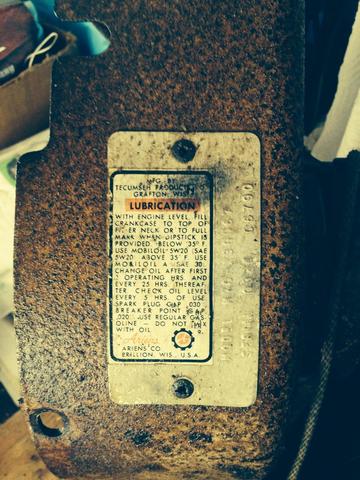 MFG. BY
TECUMSEH PRODUCTS CO.
GRAFTON, WIS.
LUBRICATION
WITH ENGINE LEVEL, FILL
CRANKCASE TO TOP OF
FILLER NECK OR TO FULL
MARK WHEN DIPSTICK IS
PROVIDED. BELOW 35° F.
USE MOBILOIL 5W20 (SAE
5W20. ABOVE 35° F. USE
MOBILOIL A SAE 30.
CHANGE OIL AFTER FIRST
OPERATING HRS. AND
EVERY 25 HRS. THEREAF-
TER. CHECK OIL LEVEL
EVERY 5 HRS. OF USE.
SPARK PLUG GAP .030
BREAKER POINT GAP
.020. USE REGULAR GAS-
OLINE — DO NOT MIX
WITH OIL
Ariens
ARIENS CO.
BRILLION, WIS., U.S.A.